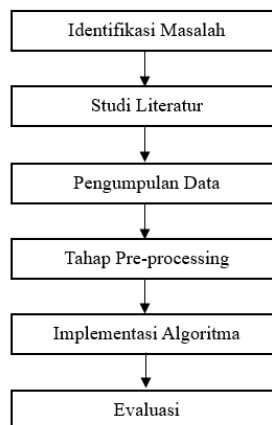 Identifikasi Masalah
Studi Literatur
Pengumpulan Data
Tahap Pre-processing
Implementasi Algoritma
Evaluasi